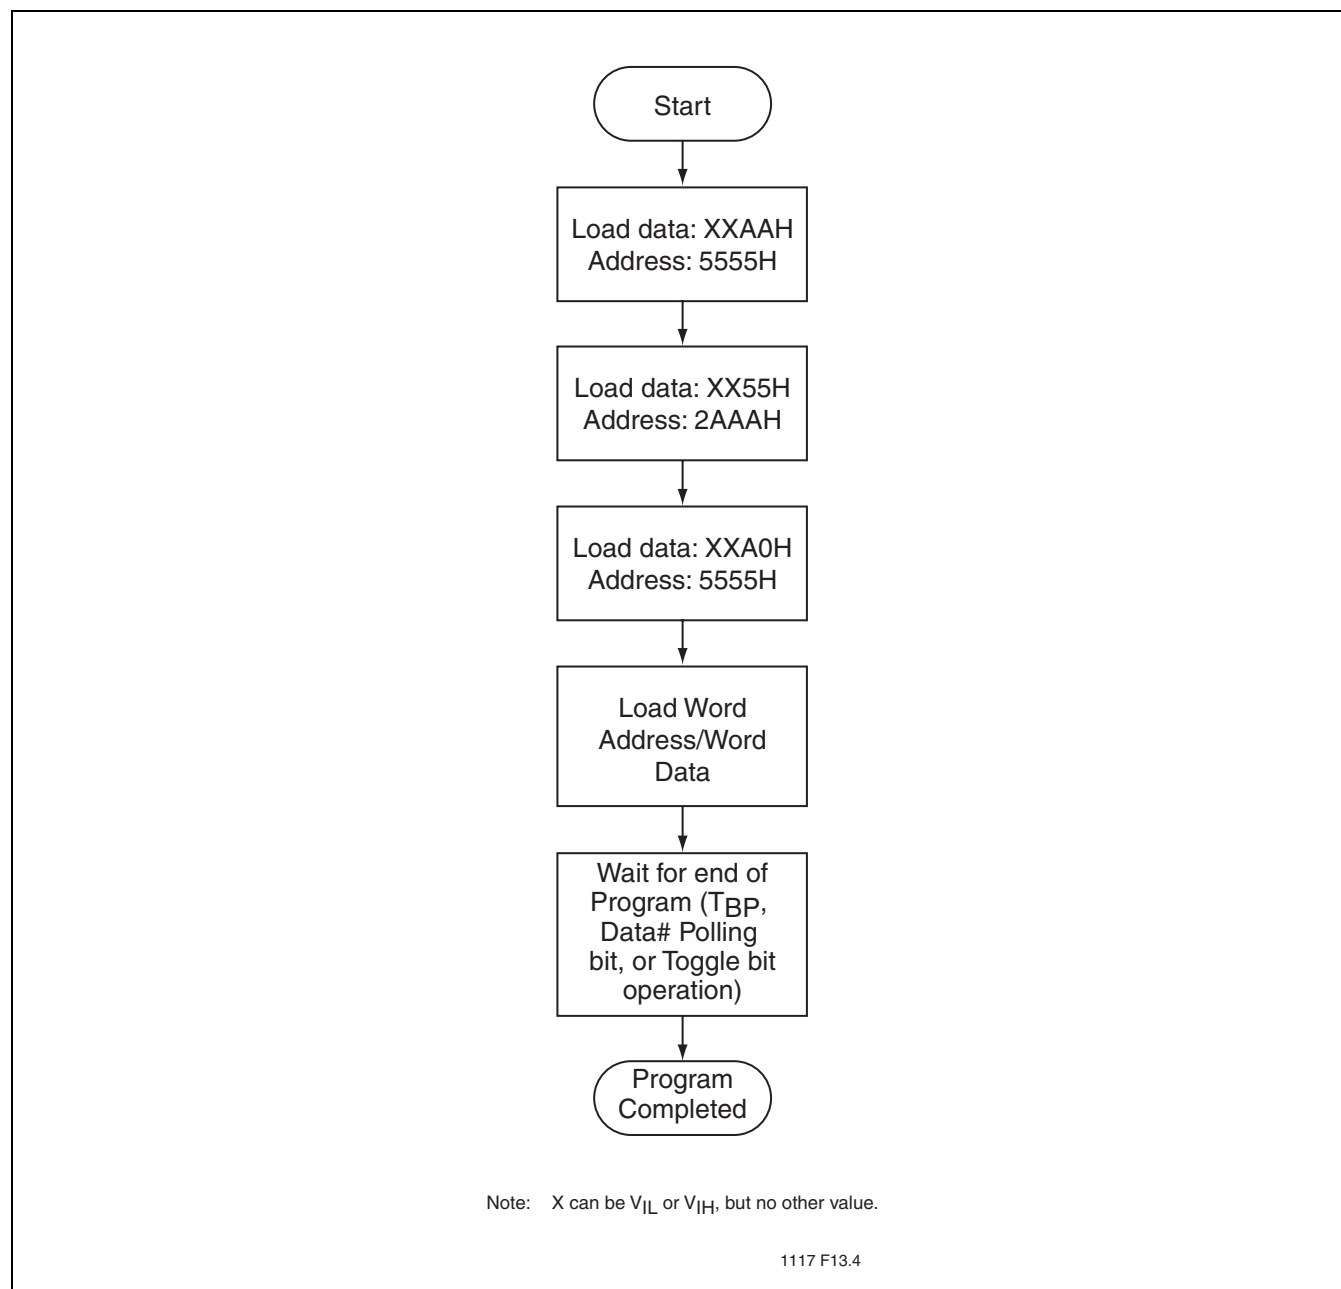 Start
Load data: XXAAH
Address: 5555H
Load data: XX55H
Address: 2AAAH
Load data: XXA0H
Address: 5555H
Load Word
Address/Word
Data
Wait for end of
Program (TBP,
Data# Polling
bit, or Toggle bit
operation)
Program
Completed
Note: X can be VIL or VIH, but no other value.
1117 F13.4